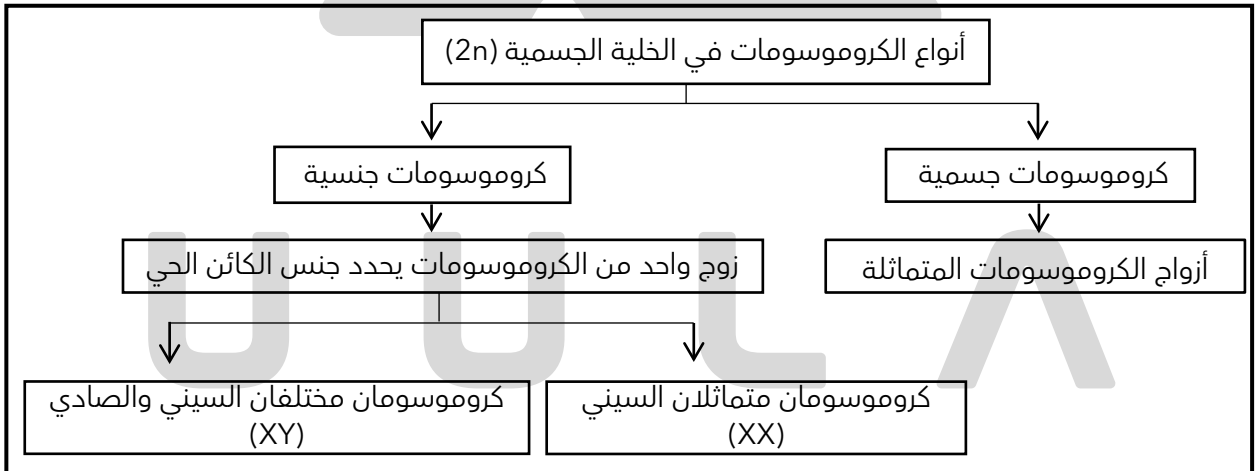 أنواع الكروموسومات في الخلية الجسمية (2n)
كروموسومات جسمية
كروموسومات جنسية
أزواج الكروموسومات المتماثلة
زوج واحد من الكروموسومات يحدد جنس الكائن الحي
كروموسومان متماثلان السيني
(XX)
كروموسومان مختلفان السيني والصادي
(XY)
UULA